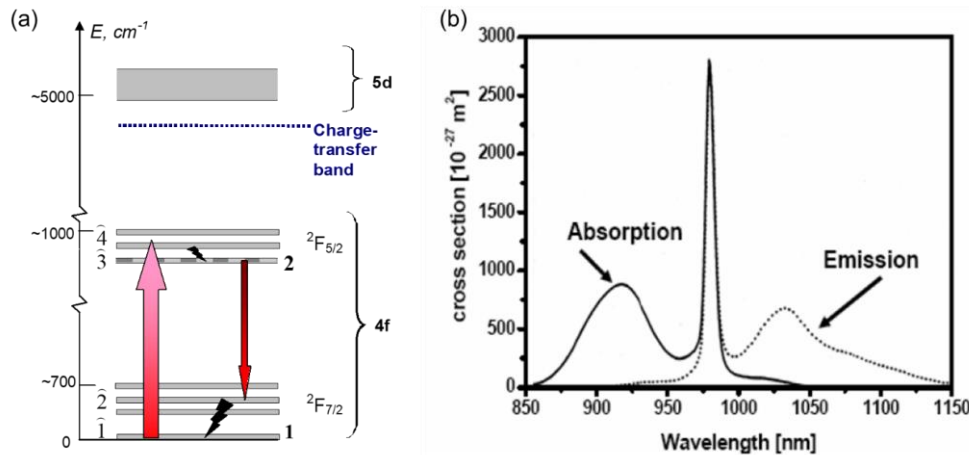 (a)
E, cm⁻¹
5d
~5000
Charge-
transfer
band
~1000
4
²F5/2
3
2
4f
~700
2
²F7/2
1
1
0
(b)
3000
2500
2000
1500
1000
500
0
cross section [10⁻²⁷ m²]
Absorption
Emission
850
900
950
1000
1050
1100
1150
Wavelength [nm]